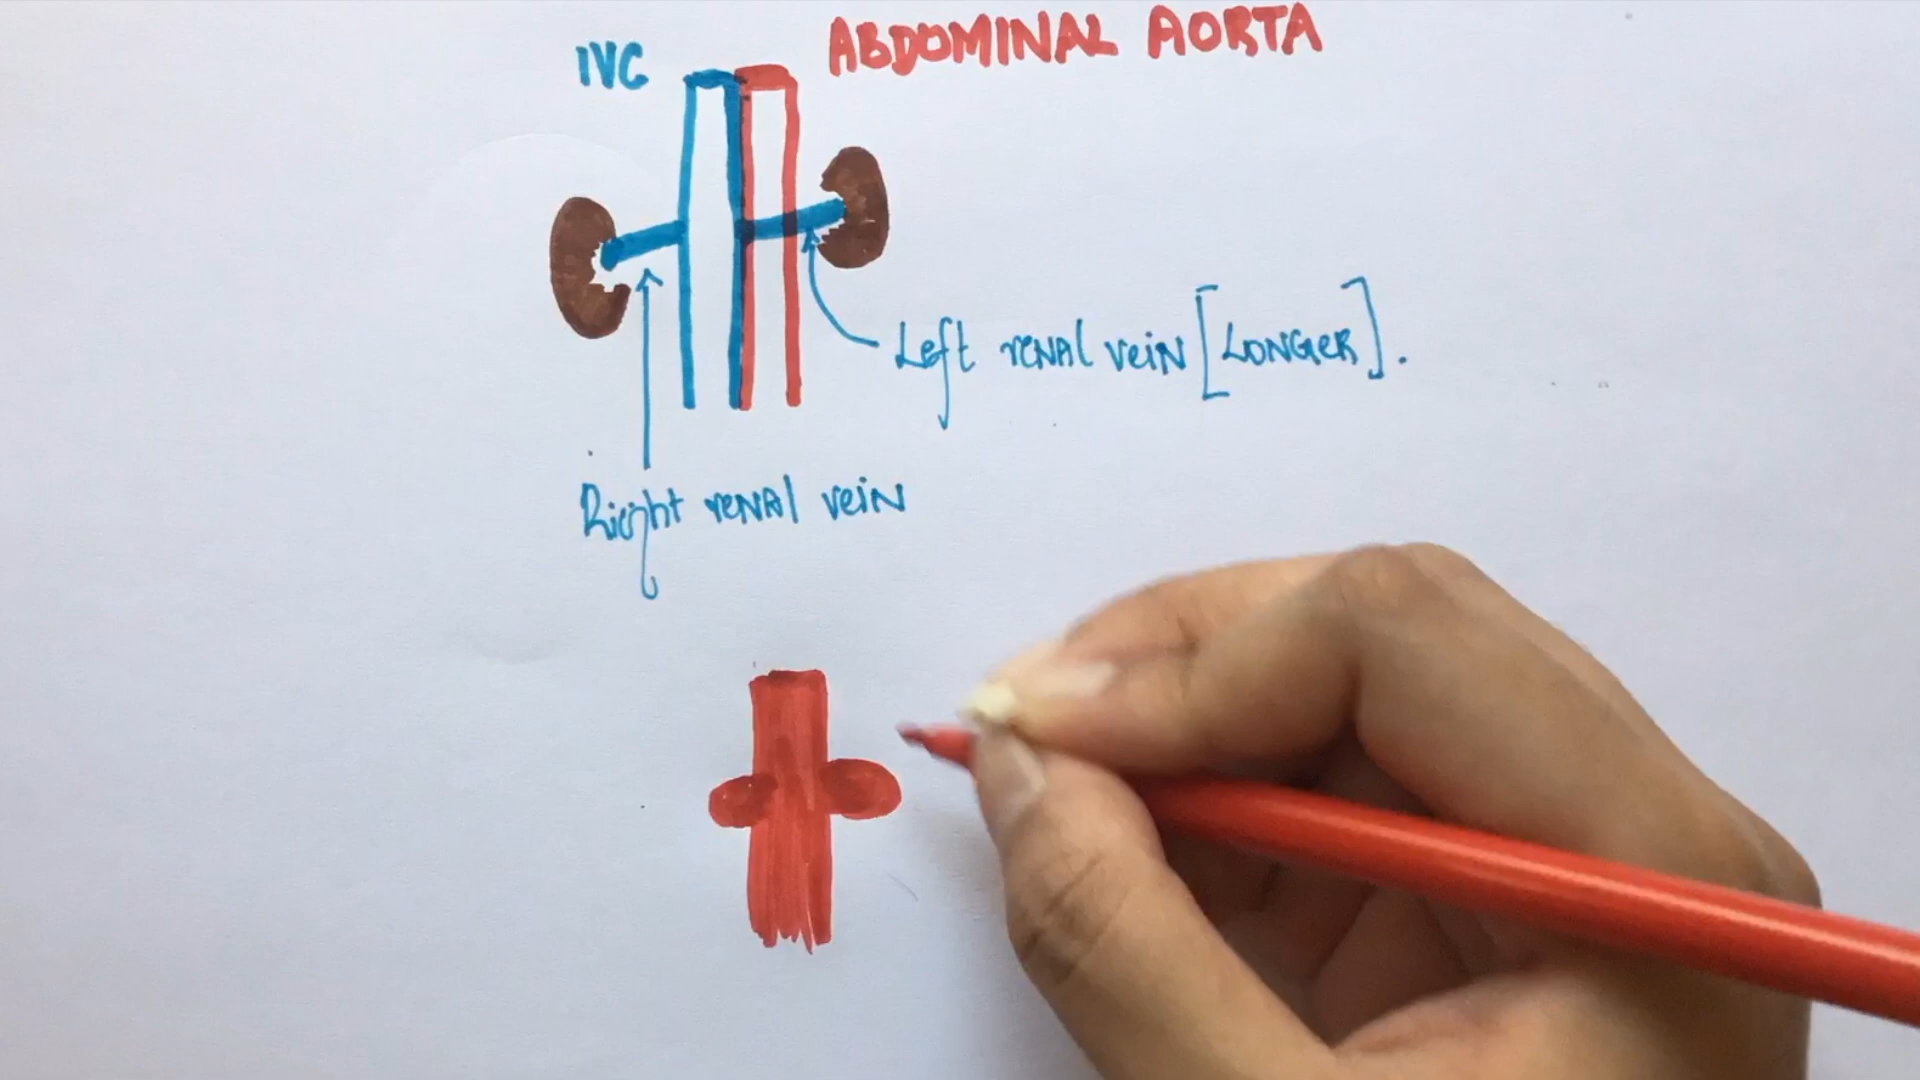 IVC
ABDOMINAL AORTA
Left renal vein [LONGER].
Right renal vein